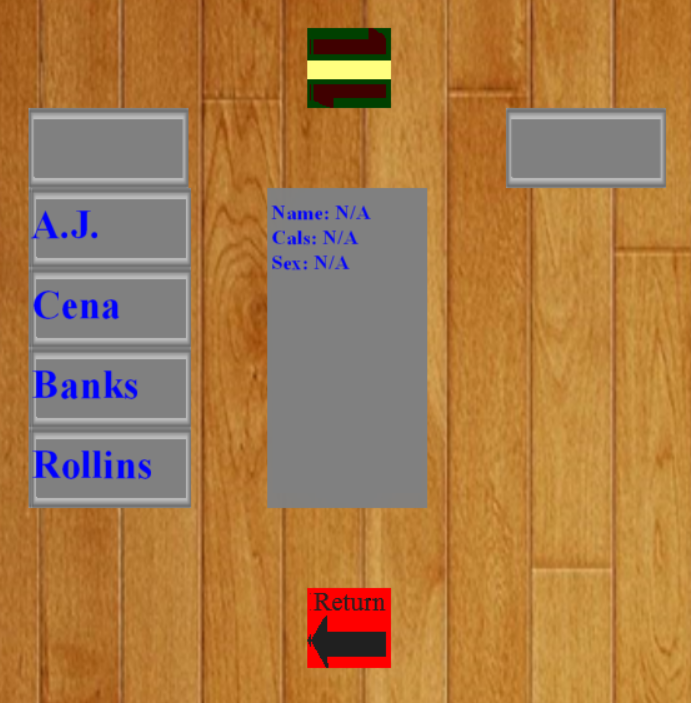 A.J.
Cena
Banks
Rollins
Name: N/A
Cals: N/A
Sex: N/A
Return